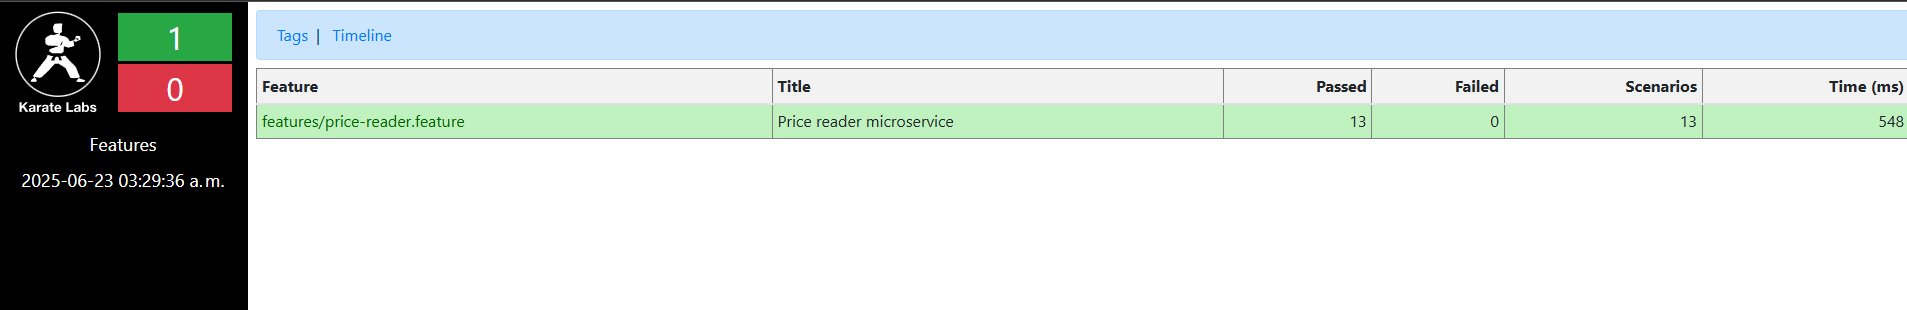 1
0
Karate Labs
Features
2025-06-23 03:29:36 a.m.
Tags | Timeline
Feature Title Passed Failed Scenarios Time (ms)
features/price-reader.feature Price reader microservice 13 0 13 548